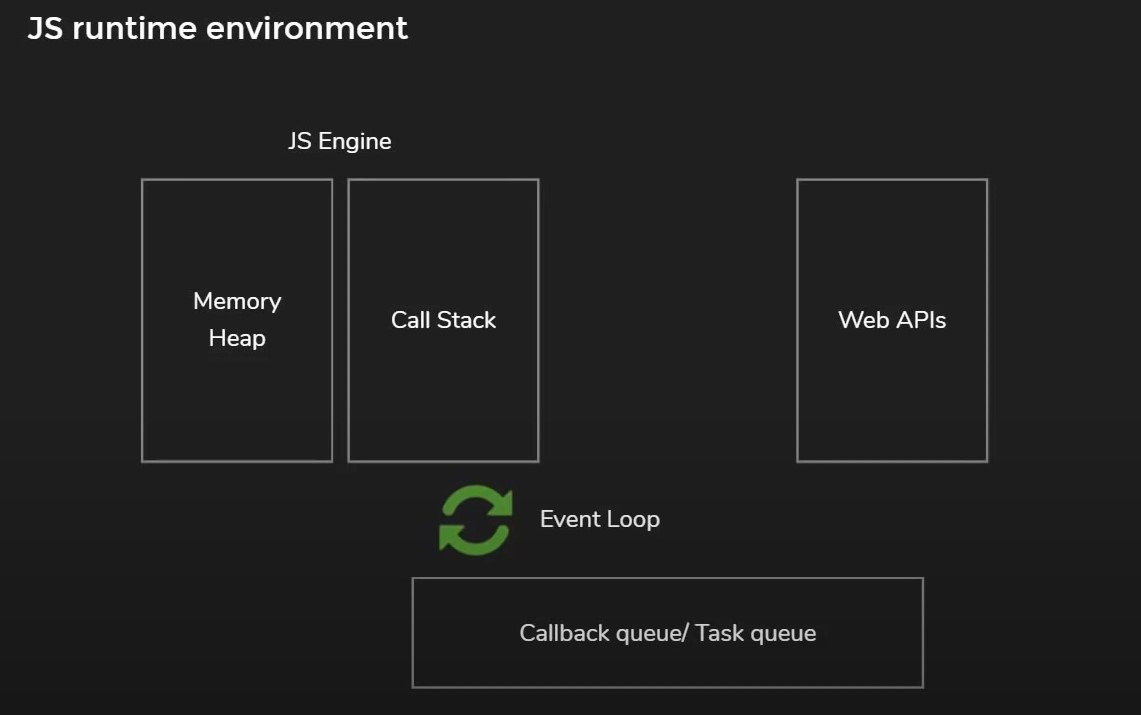 JS runtime environment
JS Engine
Memory
Heap
Call Stack
Web APIs
Event Loop
Callback queue/ Task queue